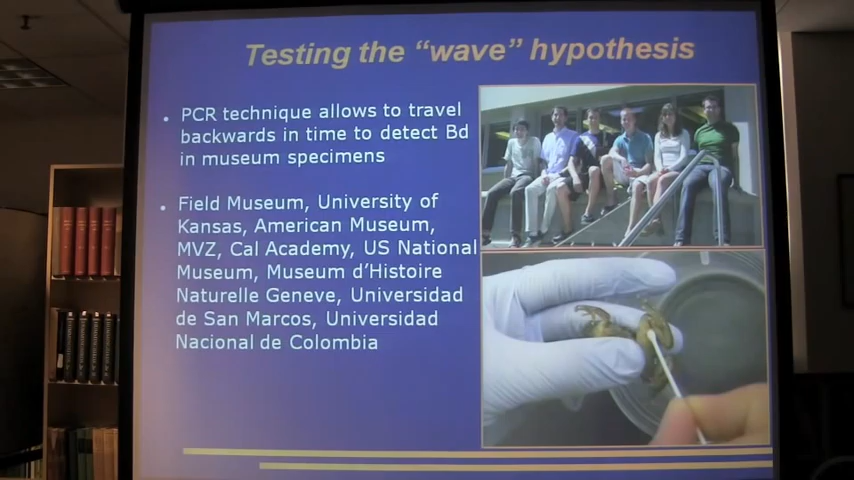 Testing the “wave” hypothesis
• PCR technique allows to travel
backwards in time to detect Bd
in museum specimens
• Field Museum, University of
Kansas, American Museum,
MVZ, Cal Academy, US National
Museum, Museum d’Histoire
Naturelle Geneve, Universidad
de San Marcos, Universidad
Nacional de Colombia